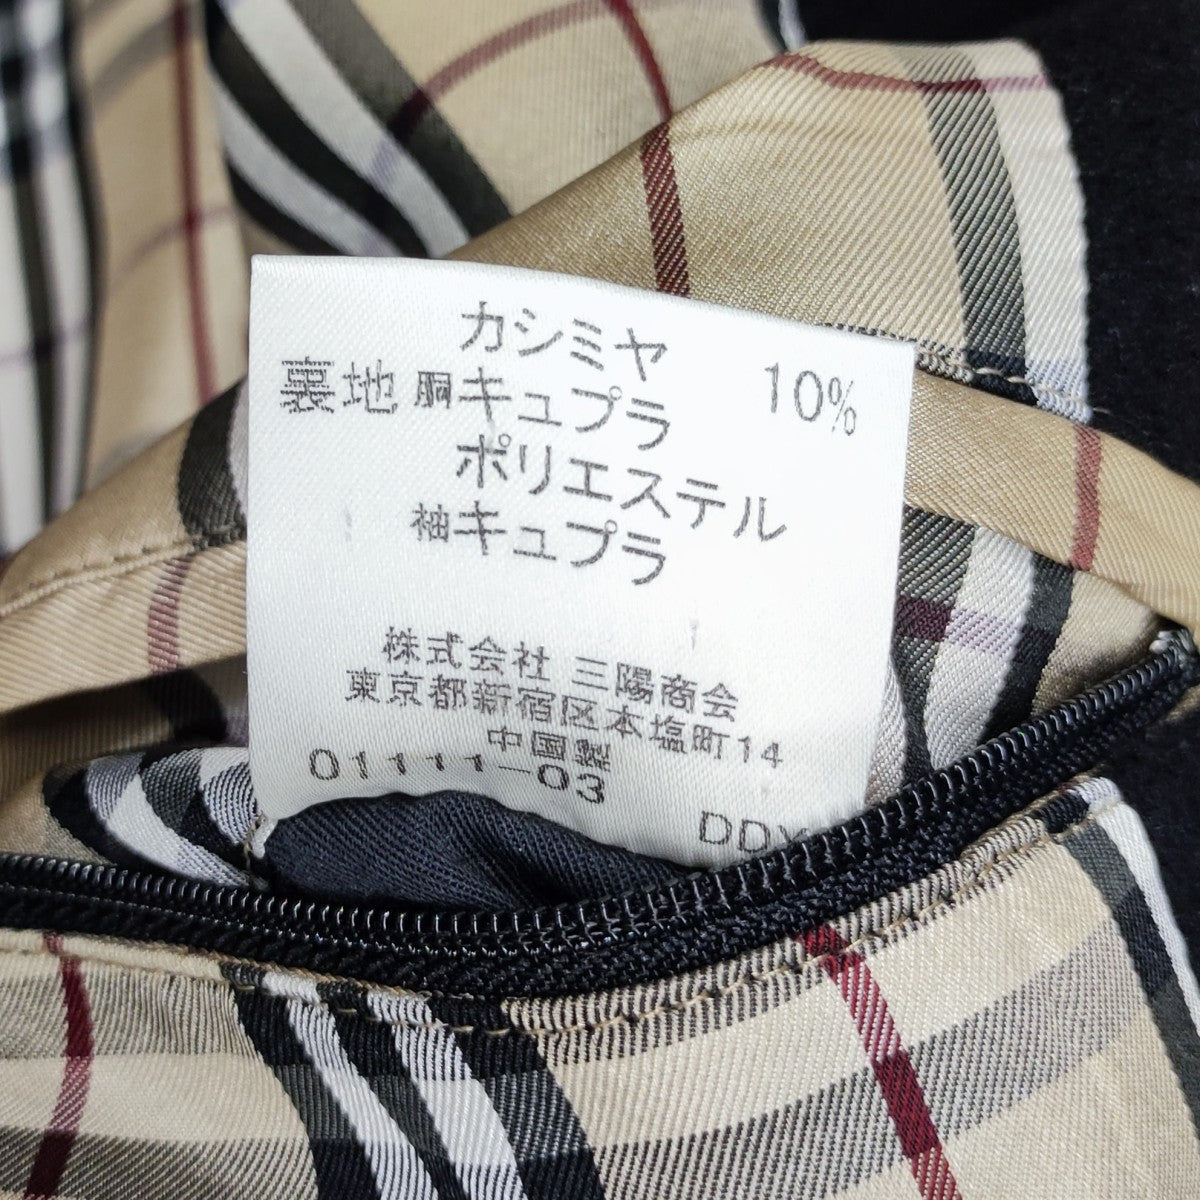 カシミヤ 10%
裏地 胴キュプラ
ポリエステル
袖キュプラ
株式会社 三陽商会
東京都新宿区本塩町14
中国製
01111-03